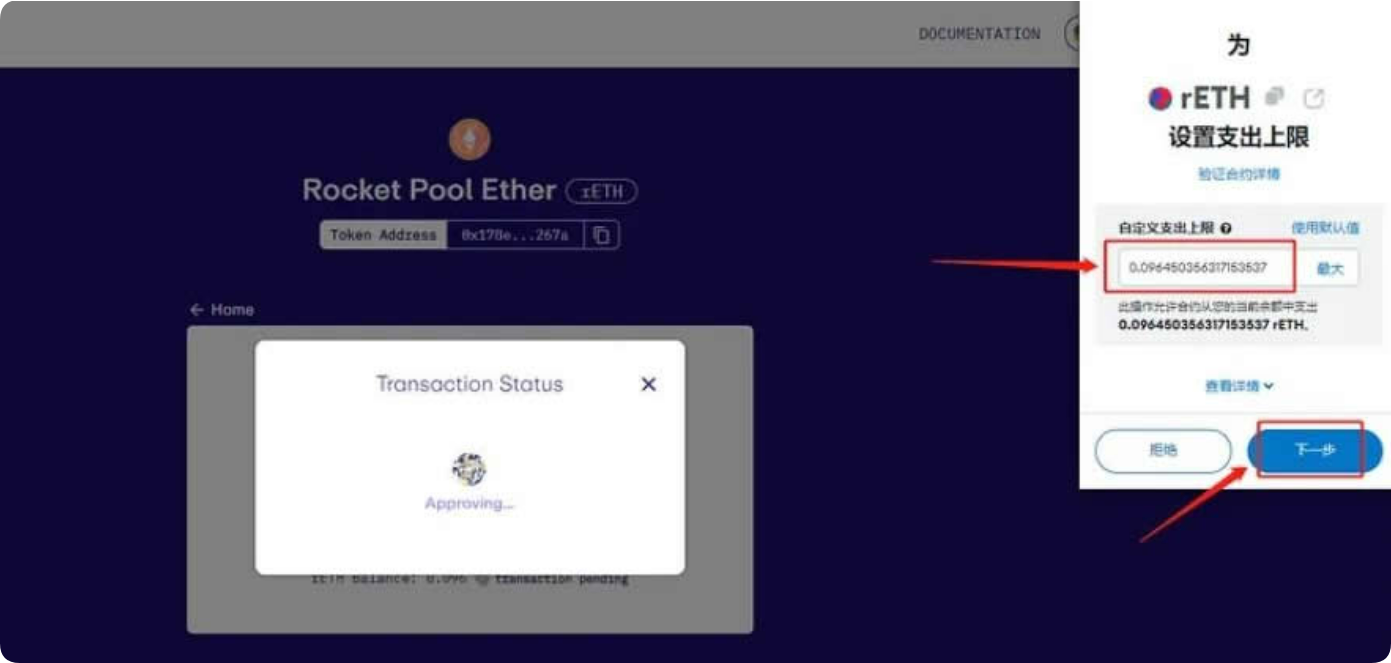 DOCUMENTATION
Rocket Pool Ether rETH
Token Address 0x178e...267a
← Home
Transaction Status ×
Approving...
rETH Balance: 0.096 transaction pending
为
rETH
设置支出上限
验证合约详情
自定义支出上限 使用默认值
0.096450356317153537 最大
此操作允许合约从您的当前余额中支出
0.096450356317153537 rETH。
查看详情
拒绝 下一步